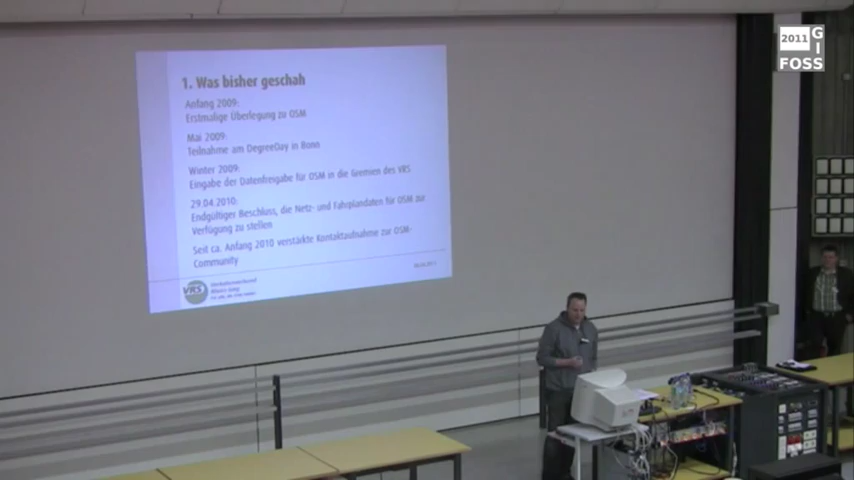 1. Was bisher geschah
Anfang 2009:
Erstmalige Überlegung zu OSM
Mai 2009:
Teilnahme am DegreeDay in Bonn
Winter 2009:
Eingabe der Datenfreigabe für OSM in die Gremien des VRS
29.04.2010:
Endgültiger Beschluss, die Netz- und Fahrplandaten für OSM zur
Verfügung zu stellen
Seit ca. Anfang 2010 verstärkte Kontaktaufnahme zur OSM-
Community
VRS
Verkehrsverbund
Rhein-Sieg
2011
GI
FOSS